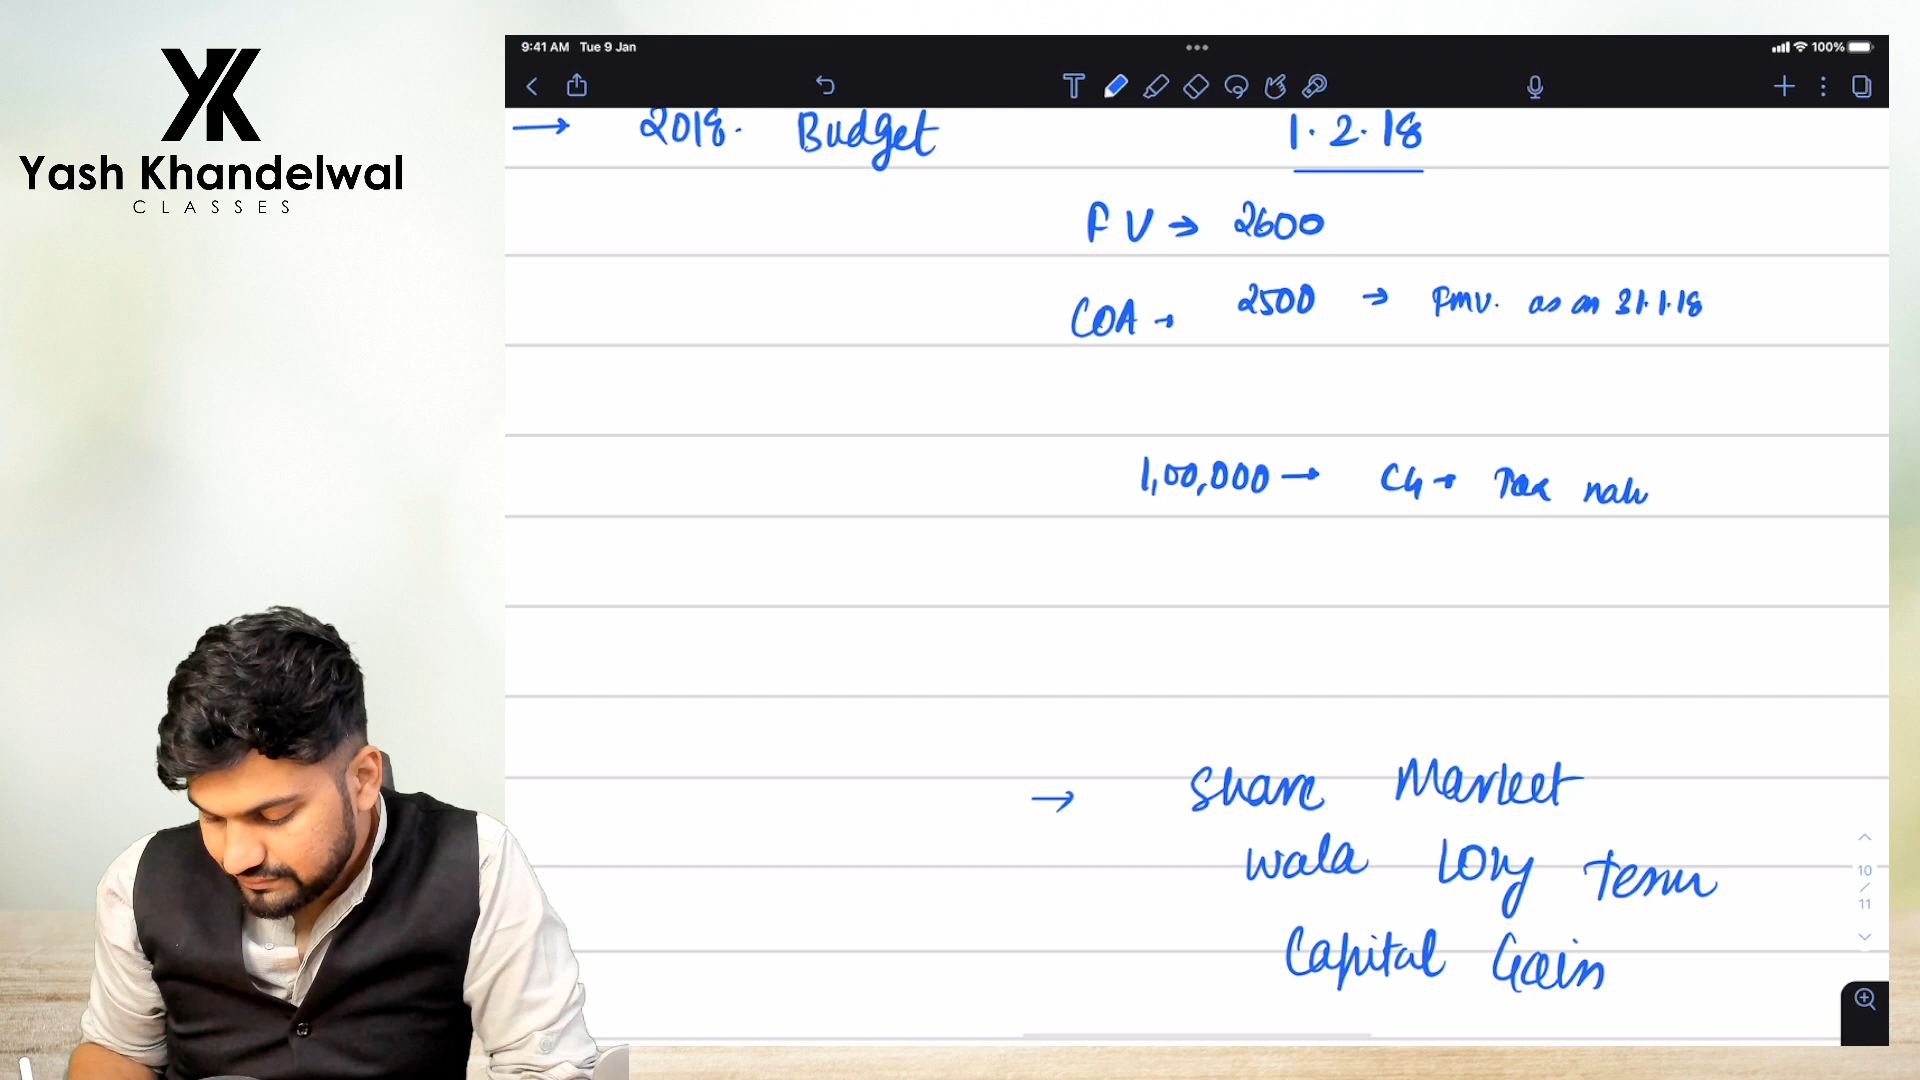 YK
Yash Khandelwal
CLASSES
9:41 AM Tue 9 Jan
100%
→ 2018. Budget 1.2.18
FV → 2600
COA → 2500 → FMV. as on 31.1.18
1,00,000 → CG → Tax nahi
→ Share Market
wala Long Term
Capital Gain
10
/
11